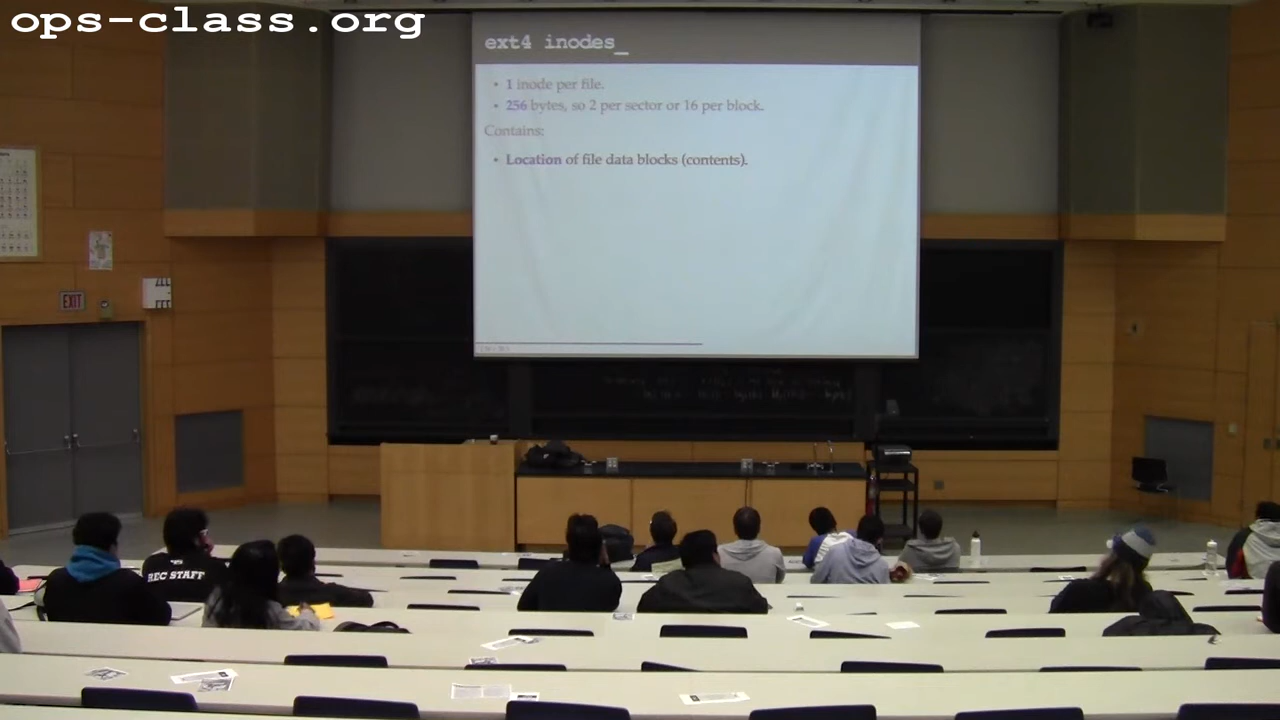 ops-class.org
ext4 inodes_
• 1 inode per file.
• 256 bytes, so 2 per sector or 16 per block.
Contains:
• Location of file data blocks (contents).
EXIT
REC STAFF